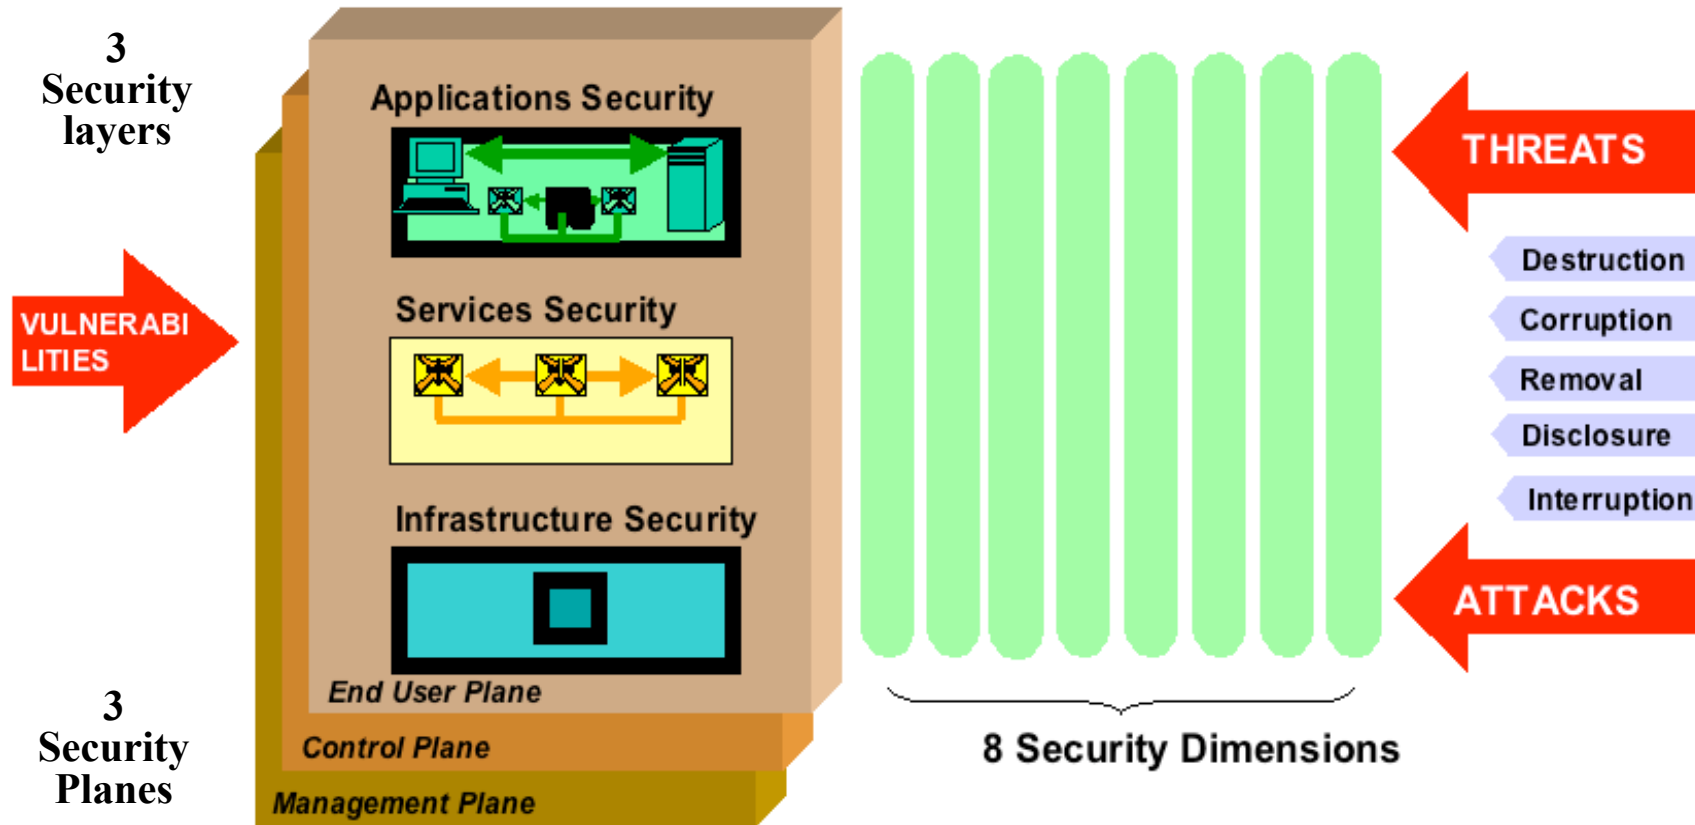 3
Security
layers
Applications Security
THREATS
Destruction
VULNERABI
LITIES
Services Security
Corruption
Removal
Disclosure
Infrastructure Security
Interruption
ATTACKS
3
Security
Planes
End User Plane
Control Plane
Management Plane
8 Security Dimensions